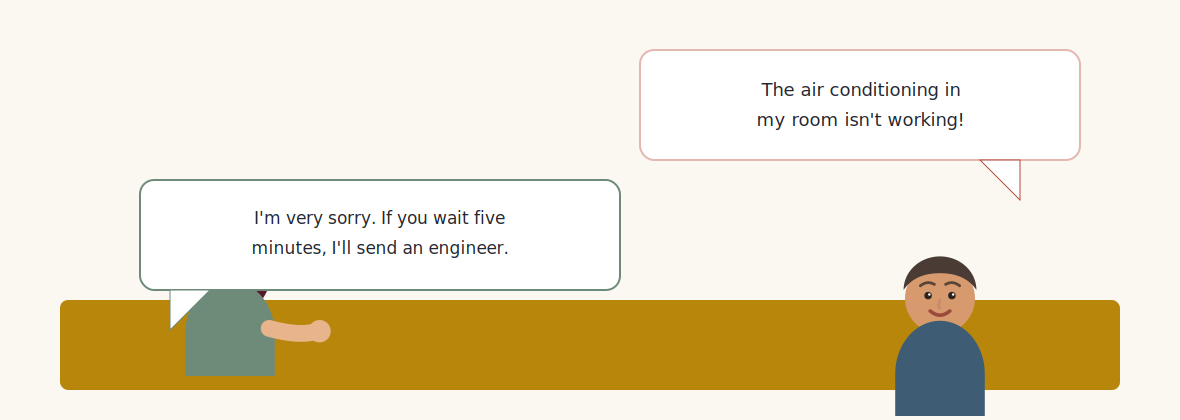 The air conditioning in
my room isn't working!
I'm very sorry. If you wait five
minutes, I'll send an engineer.